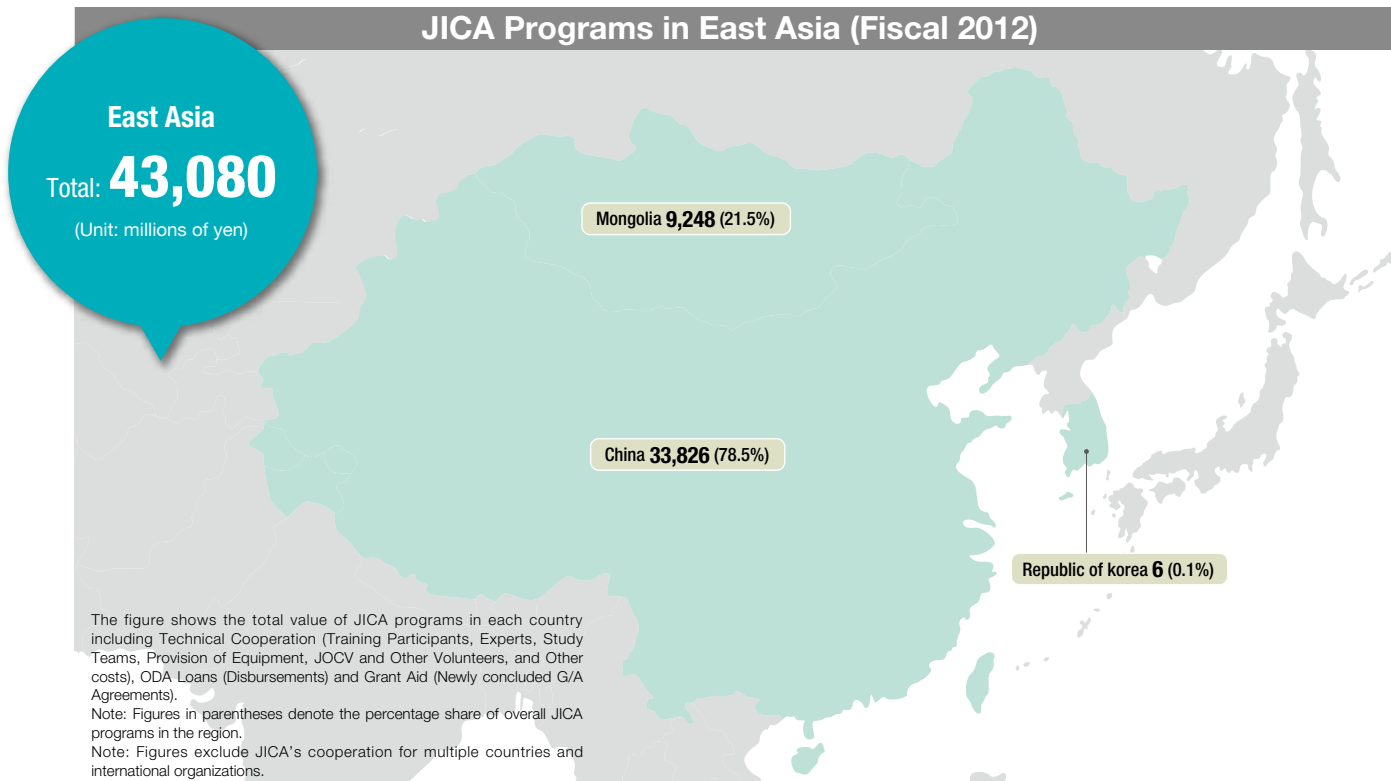 JICA Programs in East Asia (Fiscal 2012)
East Asia
Total: 43,080
(Unit: millions of yen)
Mongolia 9,248 (21.5%)
China 33,826 (78.5%)
Republic of korea 6 (0.1%)
The figure shows the total value of JICA programs in each country
including Technical Cooperation (Training Participants, Experts, Study
Teams, Provision of Equipment, JOCV and Other Volunteers, and Other
costs), ODA Loans (Disbursements) and Grant Aid (Newly concluded G/A
Agreements).
Note: Figures in parentheses denote the percentage share of overall JICA
programs in the region.
Note: Figures exclude JICA's cooperation for multiple countries and
international organizations.